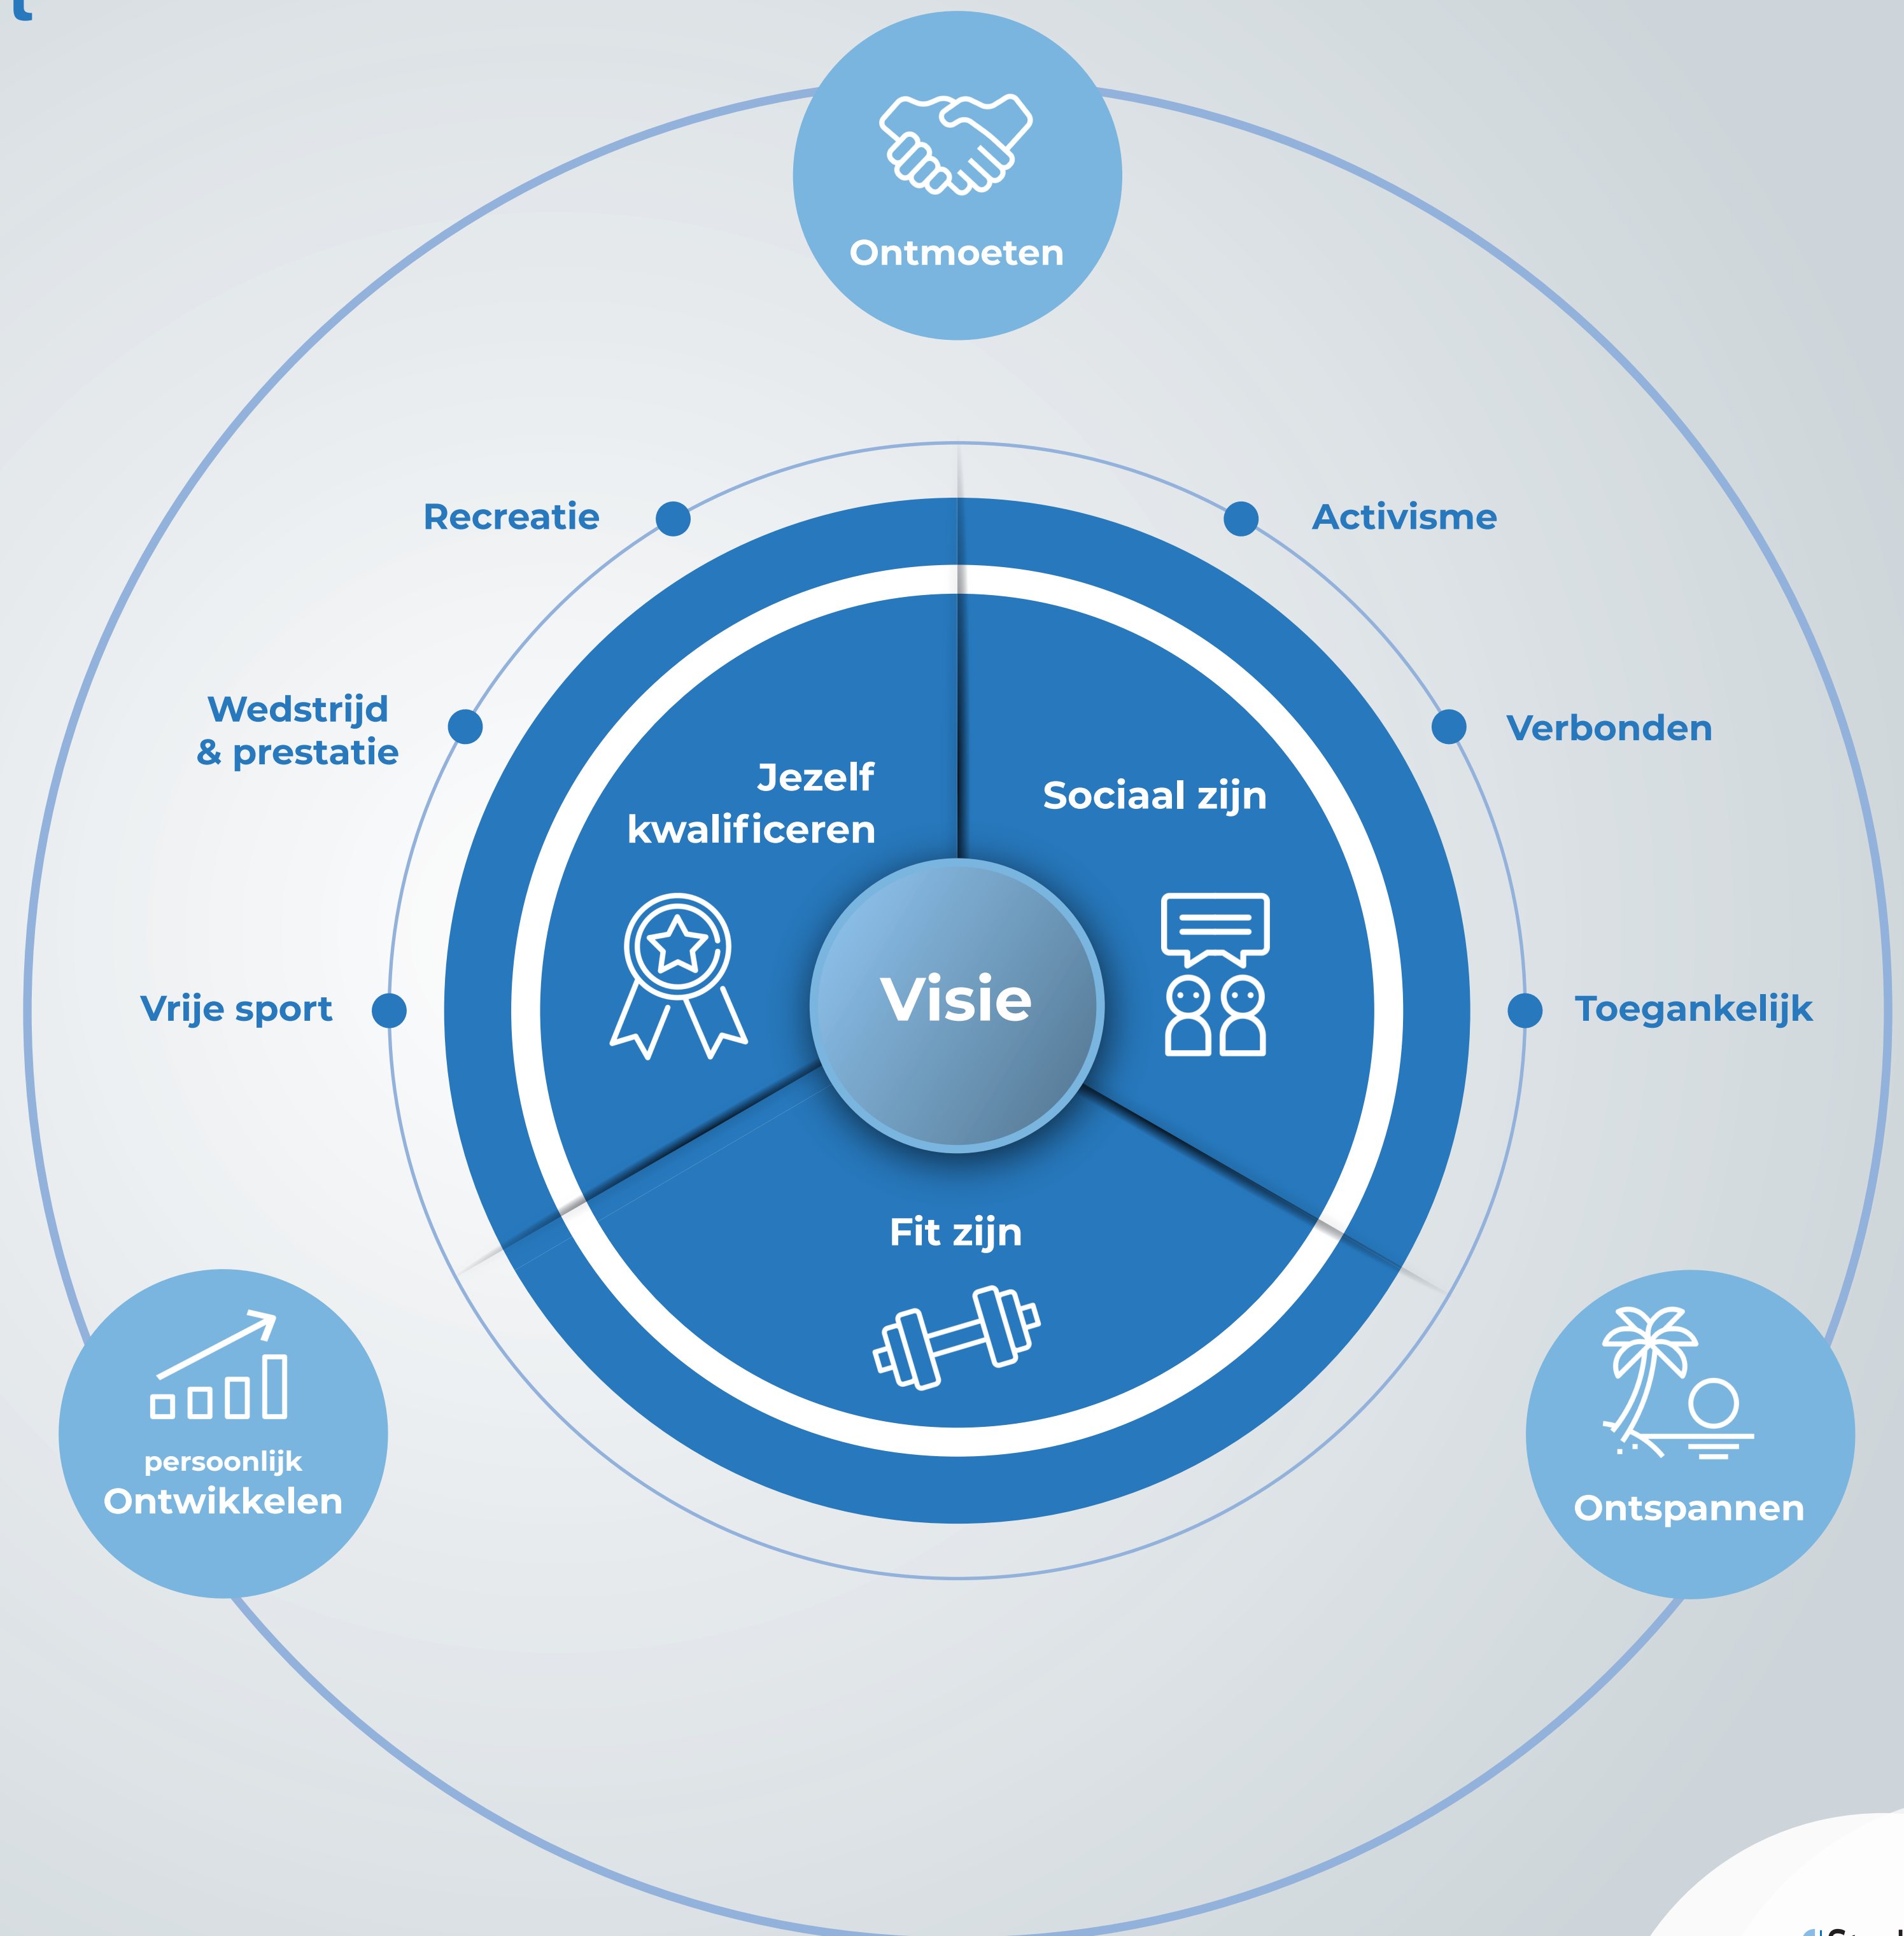 t
Ontmoeten
Recreatie
Activisme
Wedstrijd
& prestatie
Verbonden
Jezelf
kwalificeren
Sociaal zijn
Visie
Vrije sport
Toegankelijk
Fit zijn
persoonlijk
Ontwikkelen
Ontspannen